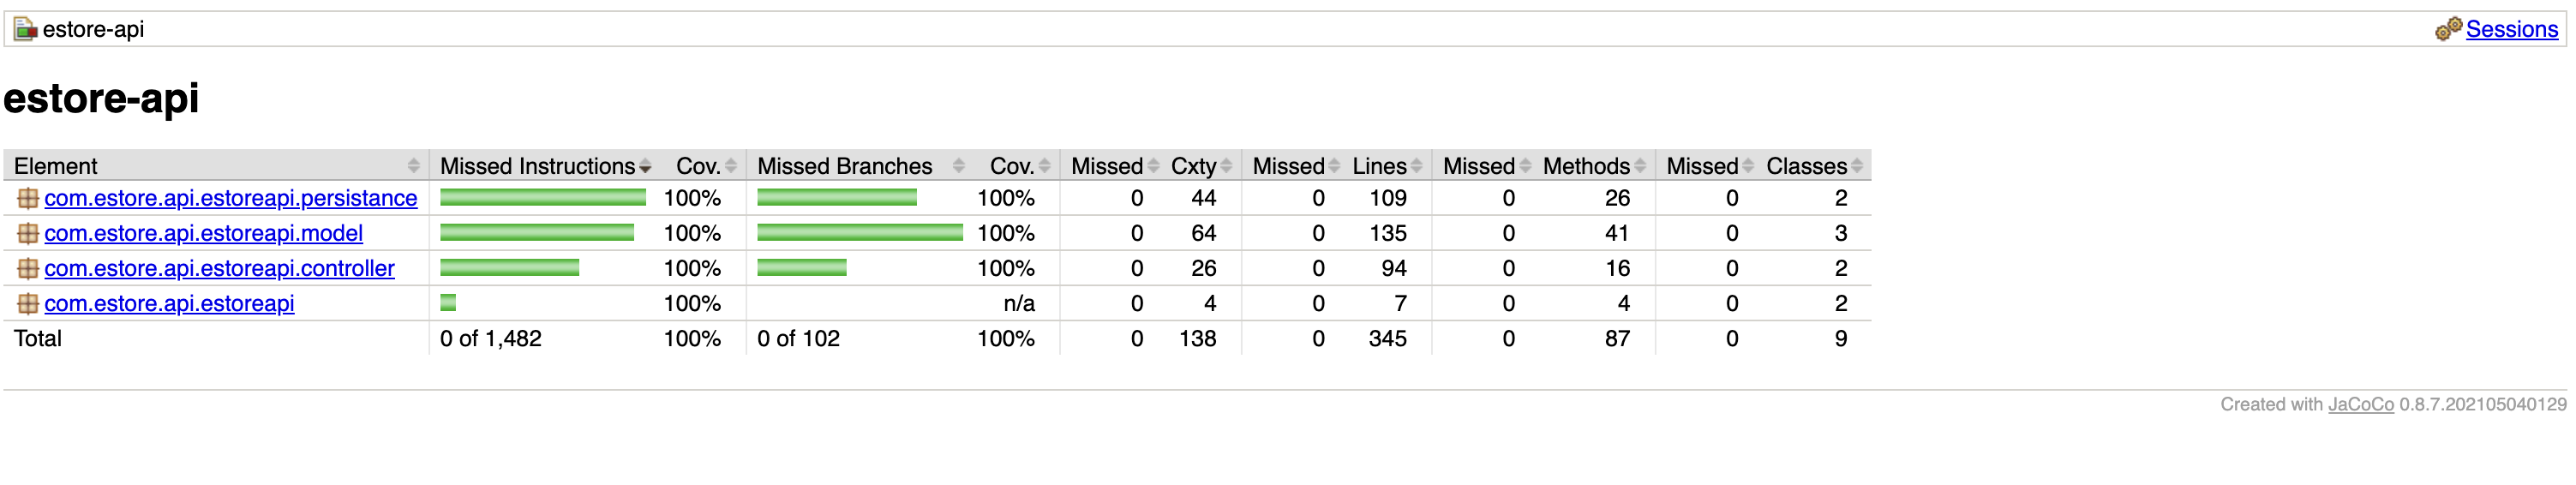 estore-api Sessions
estore-api
Element Missed Instructions Cov. Missed Branches Cov. Missed Cxty Missed Lines Missed Methods Missed Classes
com.estore.api.estoreapi.persistance 100% 100% 0 44 0 109 0 26 0 2
com.estore.api.estoreapi.model 100% 100% 0 64 0 135 0 41 0 3
com.estore.api.estoreapi.controller 100% 100% 0 26 0 94 0 16 0 2
com.estore.api.estoreapi 100% n/a 0 4 0 7 0 4 0 2
Total 0 of 1,482 100% 0 of 102 100% 0 138 0 345 0 87 0 9
Created with JaCoCo 0.8.7.202105040129